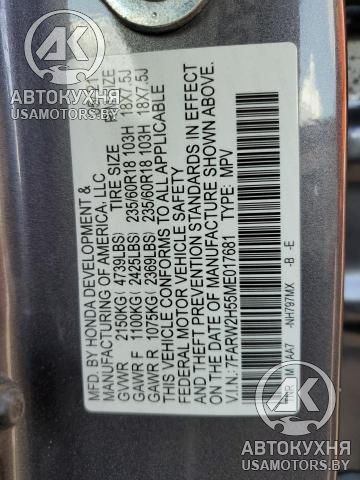 MFD. BY HONDA DEVELOPMENT &
MANUFACTURING OF AMERICA, LLC
TIRE SIZE
GVWR 2150KG( 4739LBS)
GAWR F 1100KG( 2425LBS) 235/60R18 103H 18X7.5J
GAWR R 1075KG( 2369LBS) 235/60R18 103H 18X7.5J
THIS VEHICLE CONFORMS TO ALL APPLICABLE
FEDERAL MOTOR VEHICLE SAFETY
AND THEFT PREVENTION STANDARDS IN EFFECT
ON THE DATE OF MANUFACTURE SHOWN ABOVE.
V.I.N.: 7FARW2H55ME017681 TYPE: MPV
AA7 -NH797MX -B -E
АВТОКУХНЯ
USAMOTORS.BY
АВТОКУХНЯ
USAMOTORS.BY